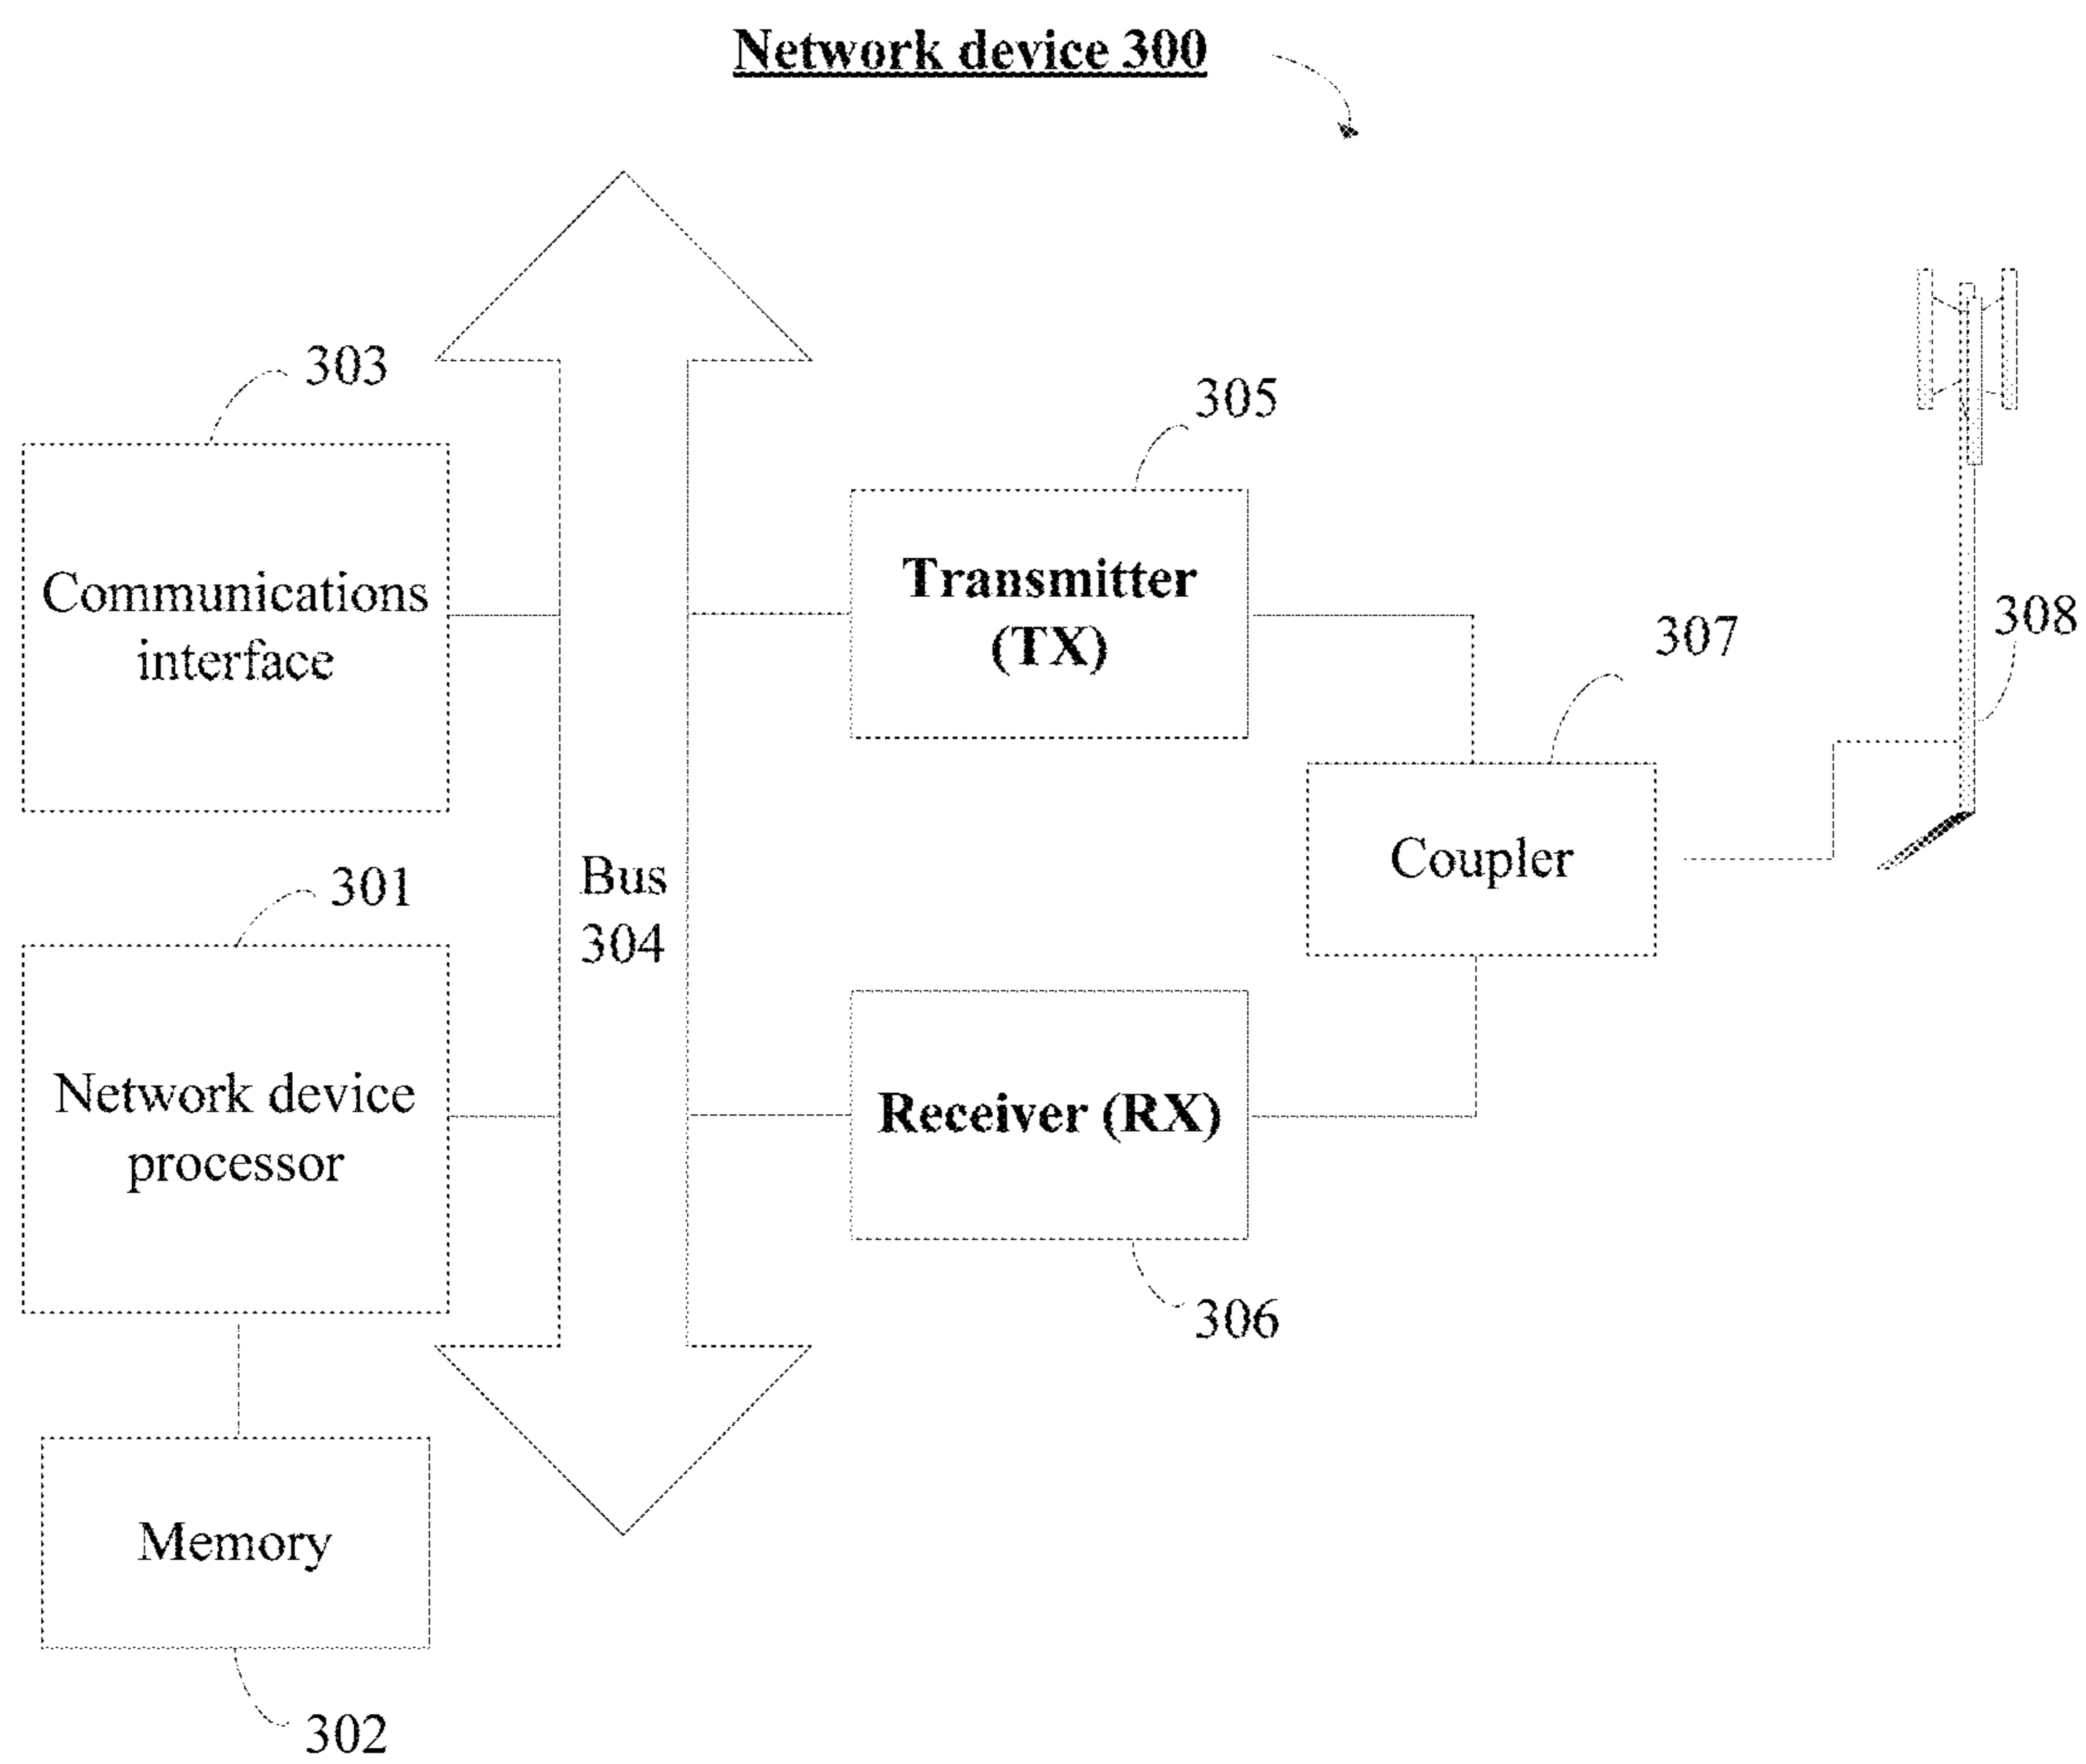 Network device 300
303
305
Communications
interface
Transmitter
(TX)
308
307
Coupler
Bus
304
301
Network device
processor
Receiver (RX)
306
Memory
302